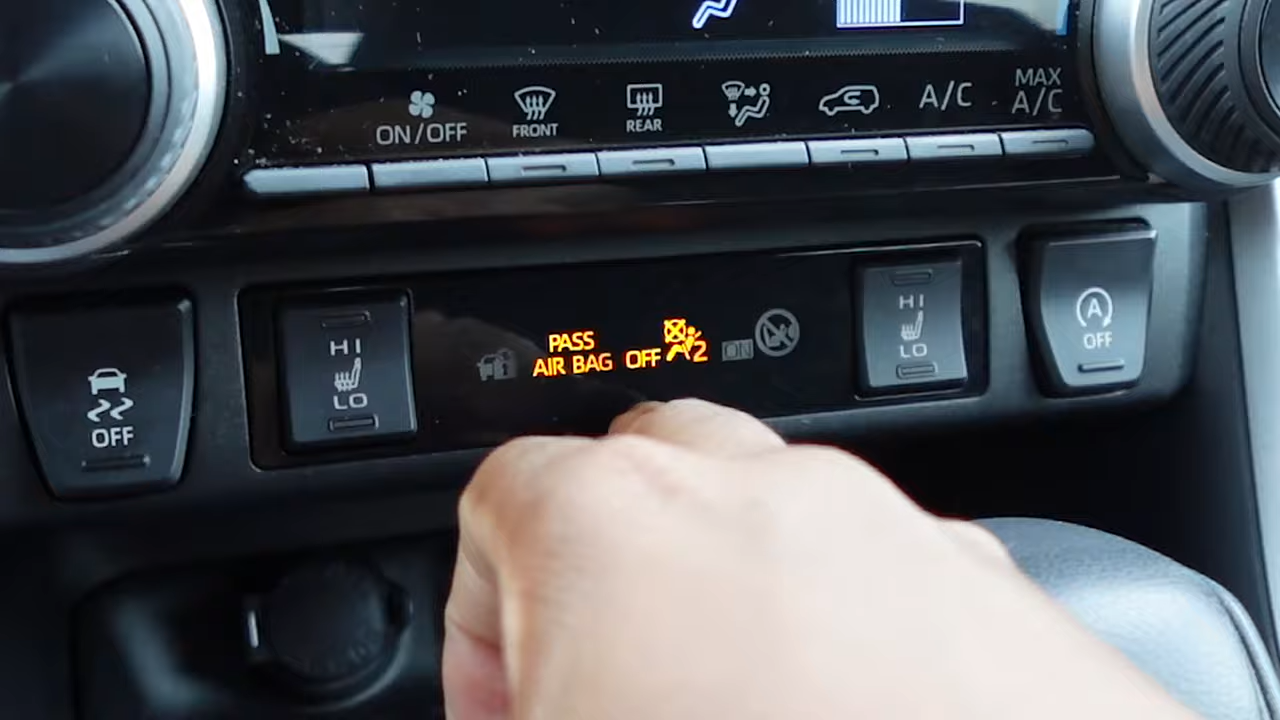 ON/OFF
FRONT
REAR
A/C
MAX
A/C
OFF
HI
LO
PASS
AIR BAG OFF 2
ON
HI
LO
A
OFF